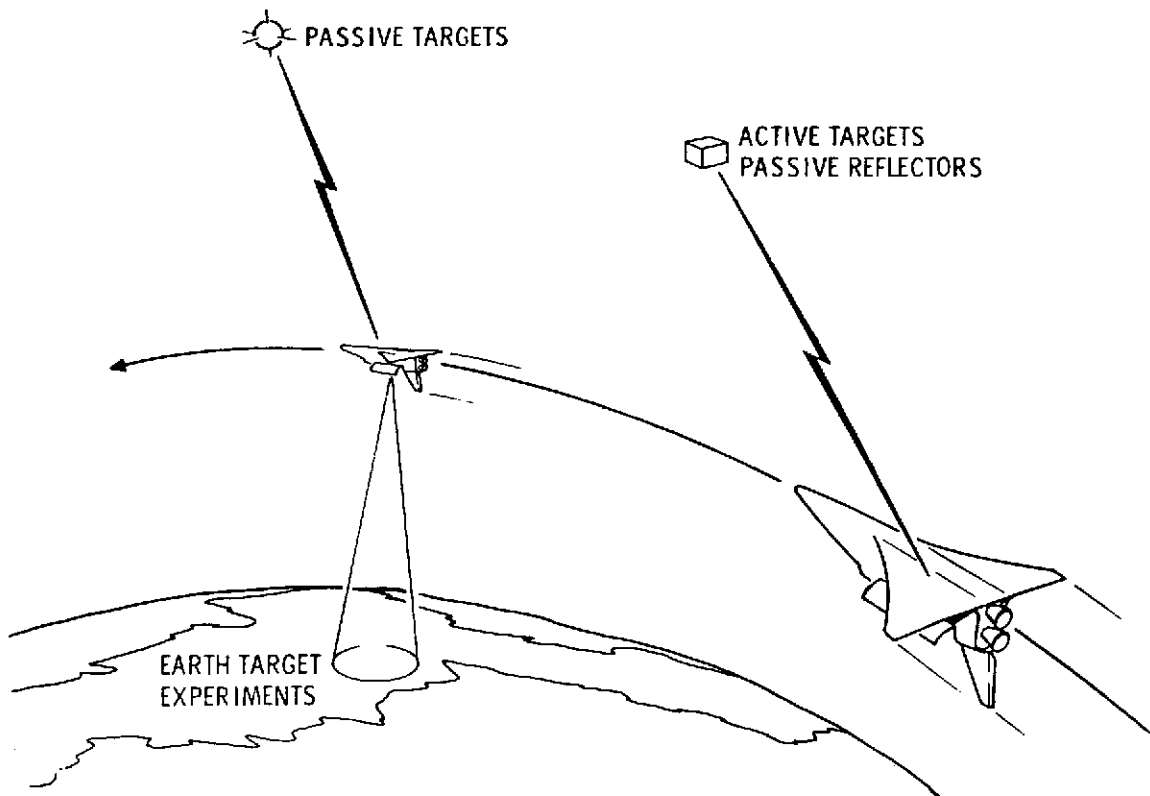 PASSIVE TARGETS
ACTIVE TARGETS
PASSIVE REFLECTORS
EARTH TARGET
EXPERIMENTS